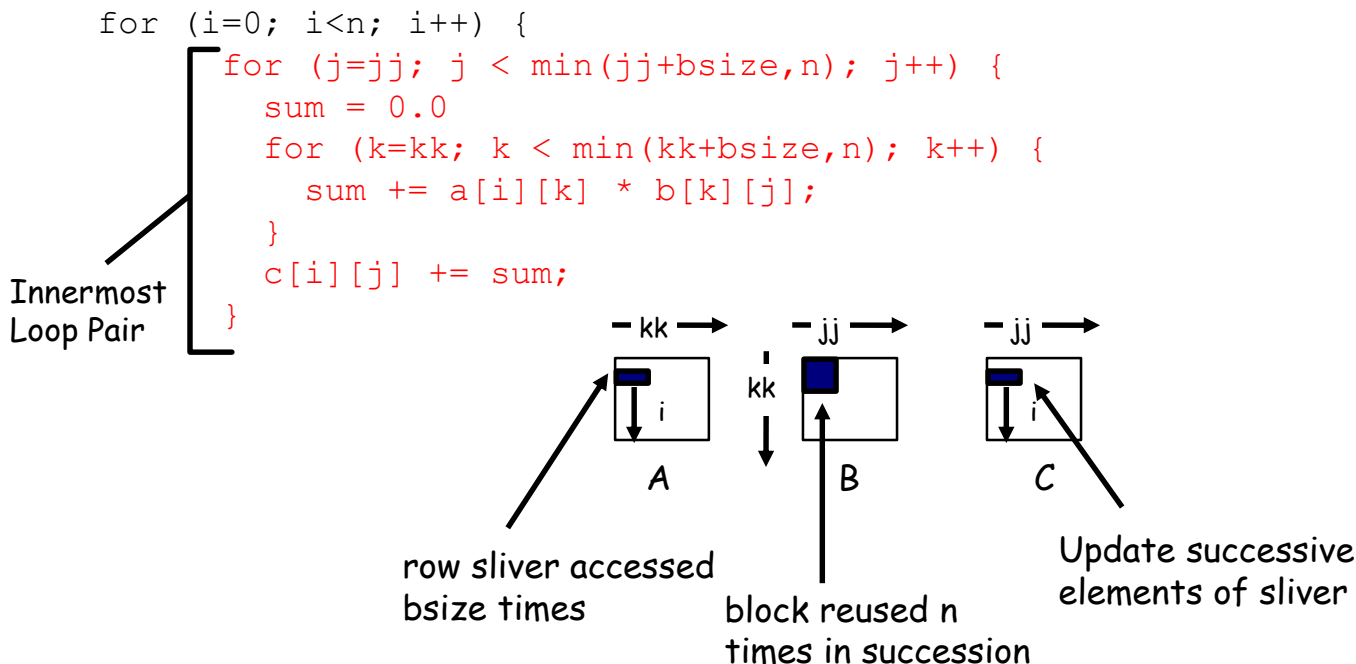 for (i=0; i<n; i++) {
for (j=jj; j < min(jj+bsize,n); j++) {
sum = 0.0
for (k=kk; k < min(kk+bsize,n); k++) {
sum += a[i][k] * b[k][j];
}
c[i][j] += sum;
}
Innermost
Loop Pair
kk
jj
jj
kk
i
i
A
B
C
row sliver accessed
bsize times
block reused n
times in succession
Update successive
elements of sliver